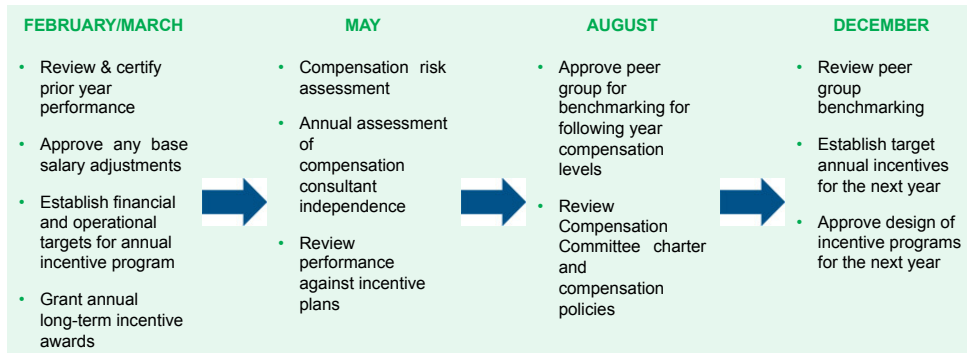 FEBRUARY/MARCH
• Review & certify
prior year
performance
• Approve any base
salary adjustments
• Establish financial
and operational
targets for annual
incentive program
• Grant annual
long-term incentive
awards
MAY
• Compensation risk
assessment
• Annual assessment
of
compensation
consultant
independence
• Review
performance
against incentive
plans
AUGUST
• Approve peer
group for
benchmarking for
following year
compensation
levels
• Review
Compensation
Committee charter
and
compensation
policies
DECEMBER
• Review peer
group
benchmarking
• Establish target
annual incentives
for the next year
• Approve design of
incentive programs
for the next year